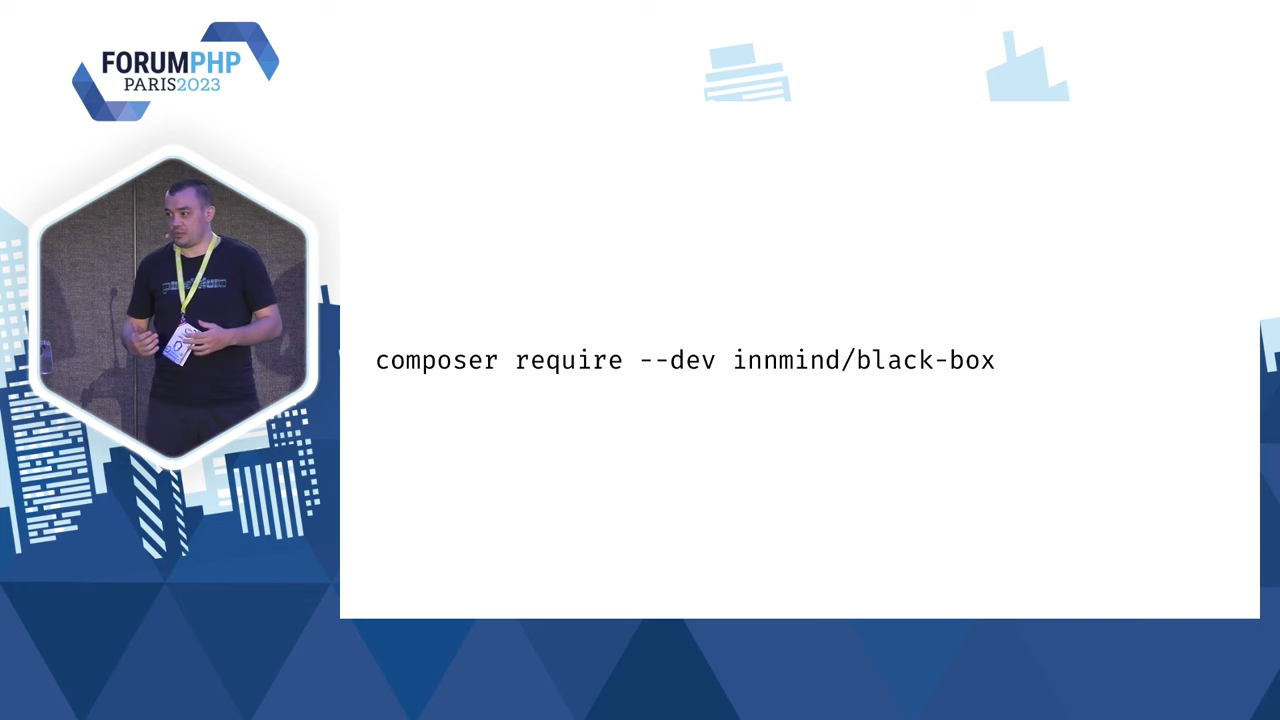 FORUMPHP
PARIS2023
composer require --dev innmind/black-box